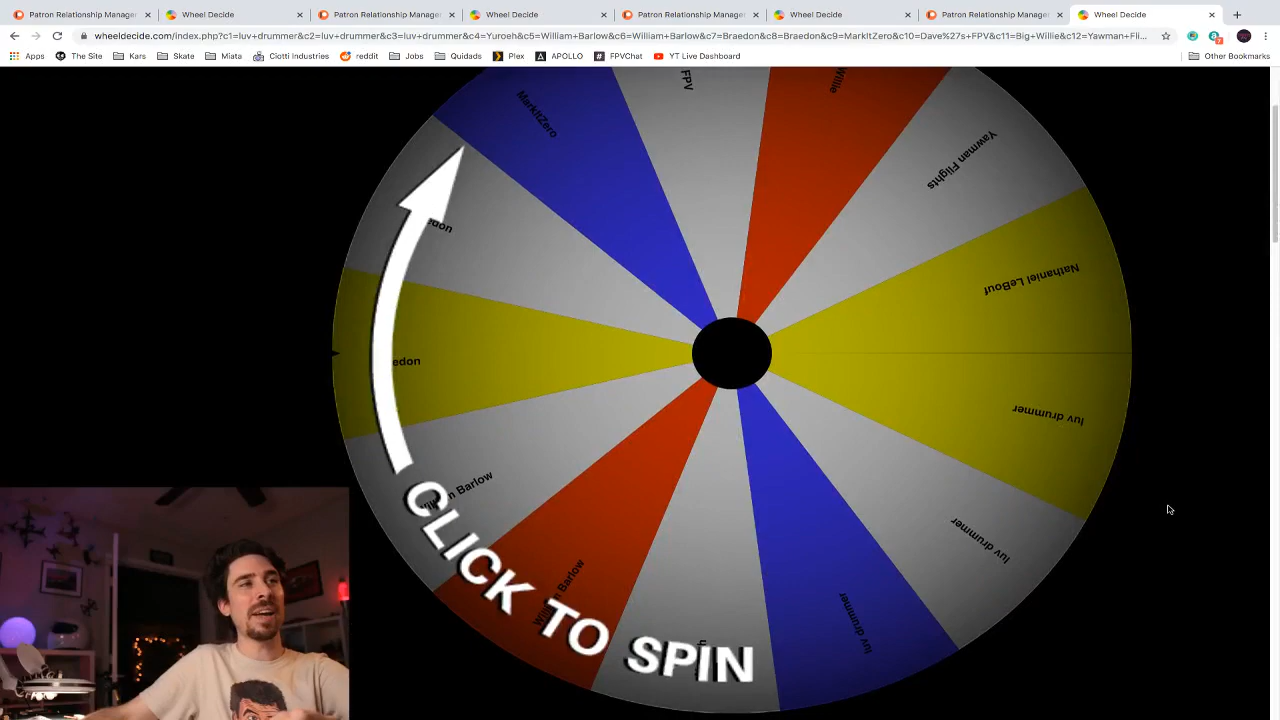 Patron Relationship Manage
Wheel Decide
Patron Relationship Manage
Wheel Decide
Patron Relationship Manage
Wheel Decide
Patron Relationship Manage
Wheel Decide
wheeldecide.com/index.php?c1=luv+drummer&c2=luv+drummer&c3=luv+drummer&c4=Yuroeh&c5=William+Barlow&c6=William+Barlow&c7=Braedon&c8=Braedon&c9=MarkItZero&c10=Dave%27s+FPV&c11=Big+Willie&c12=Yawman+Fli...
Apps
The Site
Kars
Skate
Miata
Ciotti Industries
reddit
Jobs
Quidads
Plex
APOLLO
FPVChat
YT Live Dashboard
Other Bookmarks
FPV
Willie
MarkItZero
Yawman Flights
Nathaniel LeBouf
edon
luv drummer
Barlow
luv drummer
Barlow
luv drummer
CLICK TO SPIN